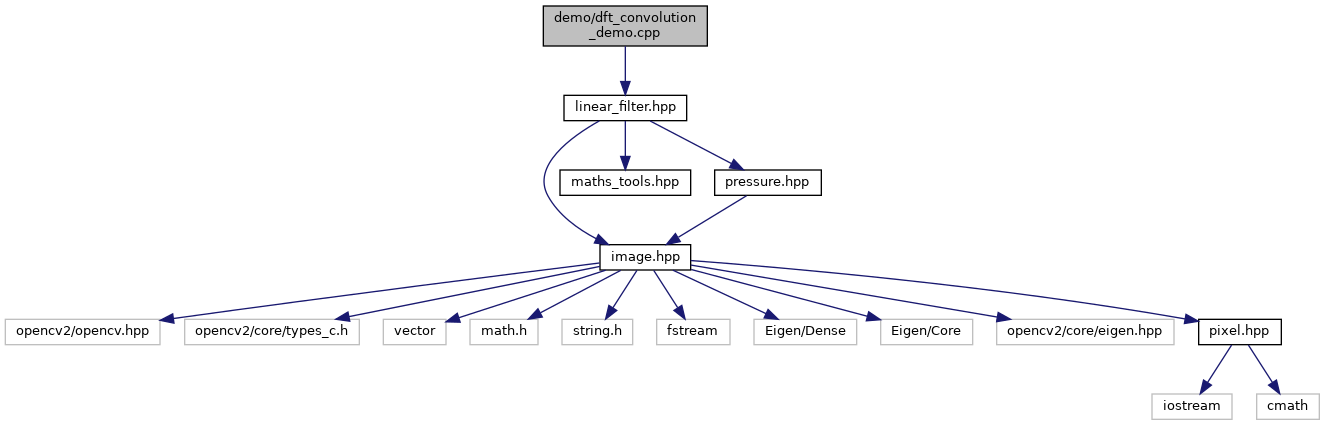 demo/dft_convolution
_demo.cpp
linear_filter.hpp
maths_tools.hpp
pressure.hpp
image.hpp
opencv2/opencv.hpp
opencv2/core/types_c.h
vector
math.h
string.h
fstream
Eigen/Dense
Eigen/Core
opencv2/core/eigen.hpp
pixel.hpp
iostream
cmath